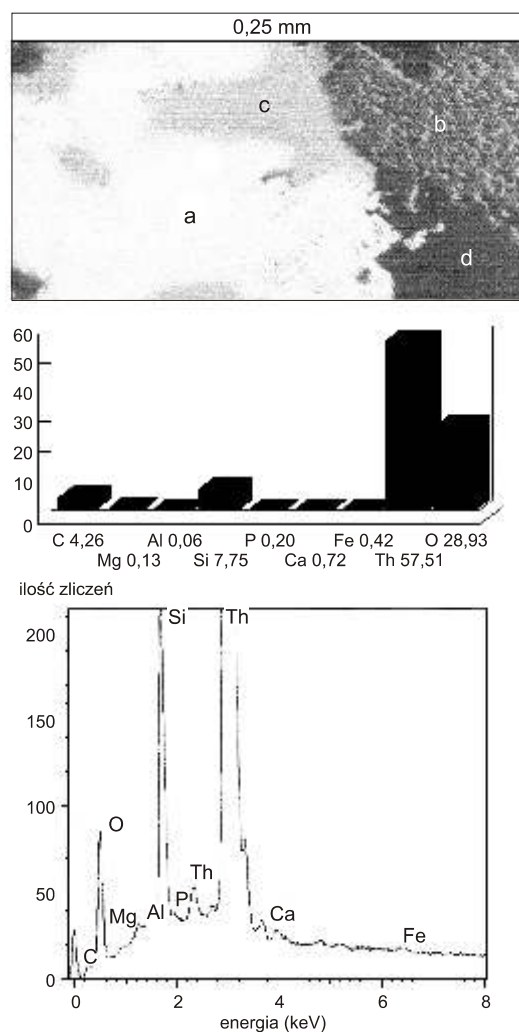 0,25 mm
c
b
a
d
60
50
40
30
20
10
0
C 4,26 Al 0,06 P 0,20 Fe 0,42 O 28,93
Mg 0,13 Si 7,75 Ca 0,72 Th 57,51
ilość zliczeń
200
Si Th
150
100
O
50
Th
Mg Al P
Ca
C
Fe
0
0 2 4 6 8
energia (keV)